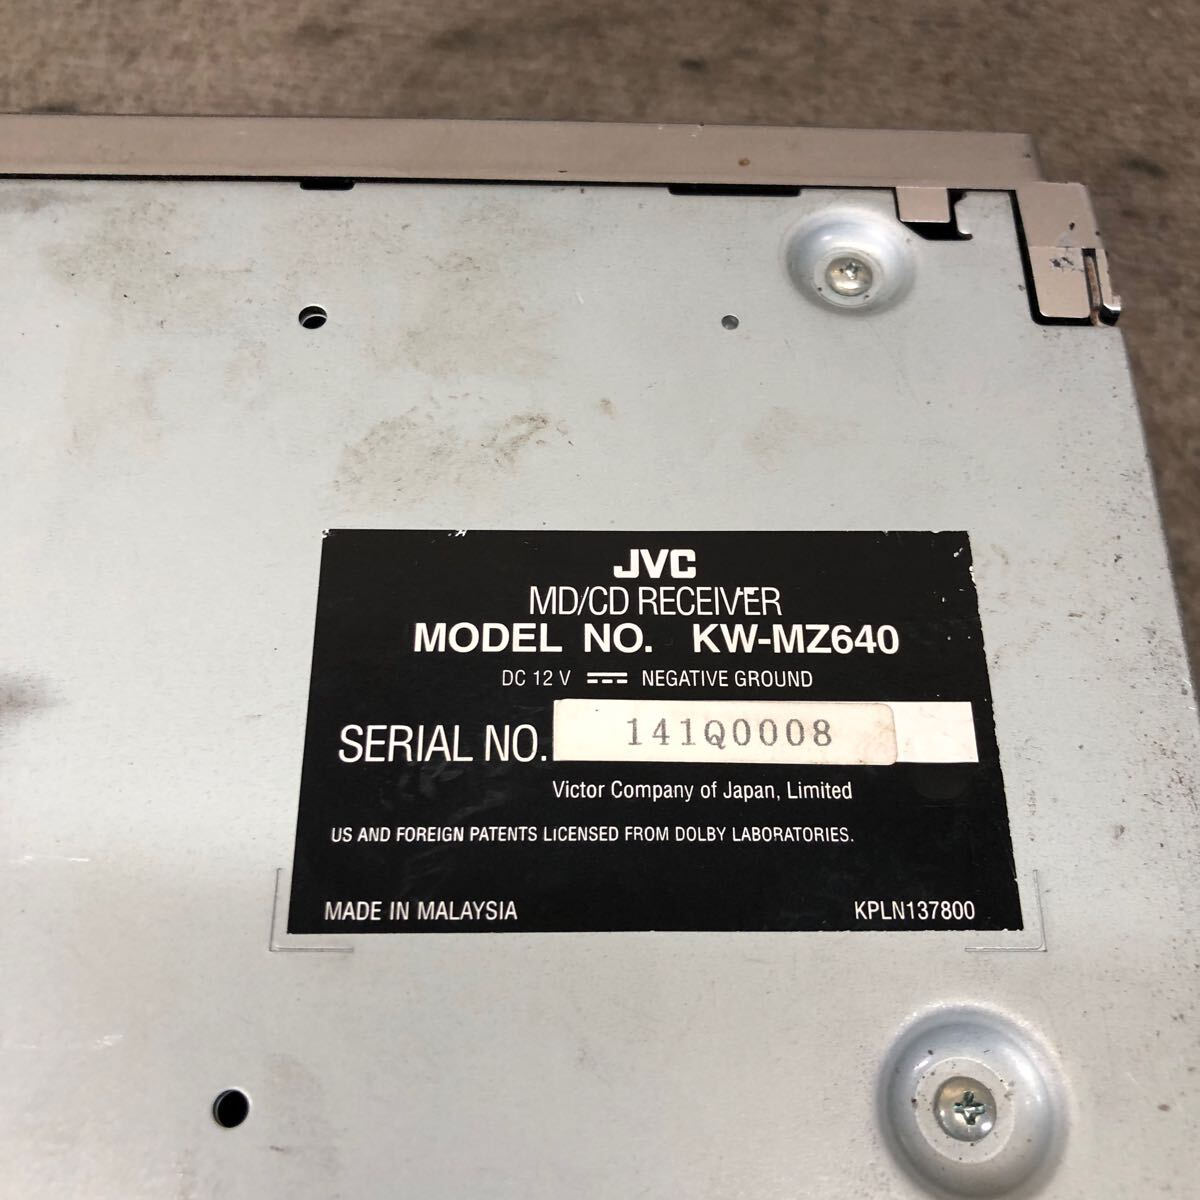 JVC
MD/CD RECEIVER
MODEL NO. KW-MZ640
DC 12 V ⎓ NEGATIVE GROUND
SERIAL NO. 141Q0008
Victor Company of Japan, Limited
US AND FOREIGN PATENTS LICENSED FROM DOLBY LABORATORIES.
MADE IN MALAYSIA KPLN137800